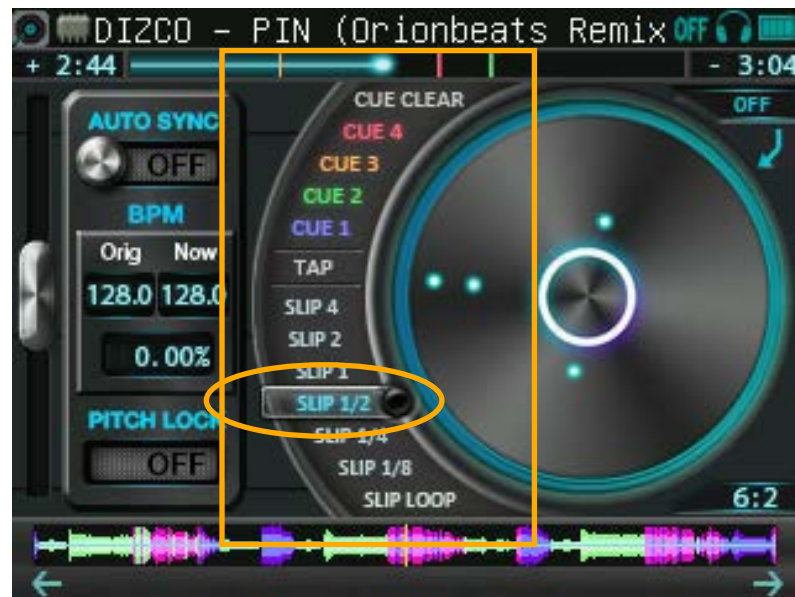 DIZCO - PIN (Orionbeats Remix OFF
+ 2:44 - 3:04
AUTO SYNC
OFF
BPM
Orig Now
128.0 128.0
0.00%
PITCH LOCK
OFF
CUE CLEAR
CUE 4
CUE 3
CUE 2
CUE 1
TAP
SLIP 4
SLIP 2
SLIP 1
SLIP 1/2
SLIP 1/4
SLIP 1/8
SLIP LOOP
OFF
6:2